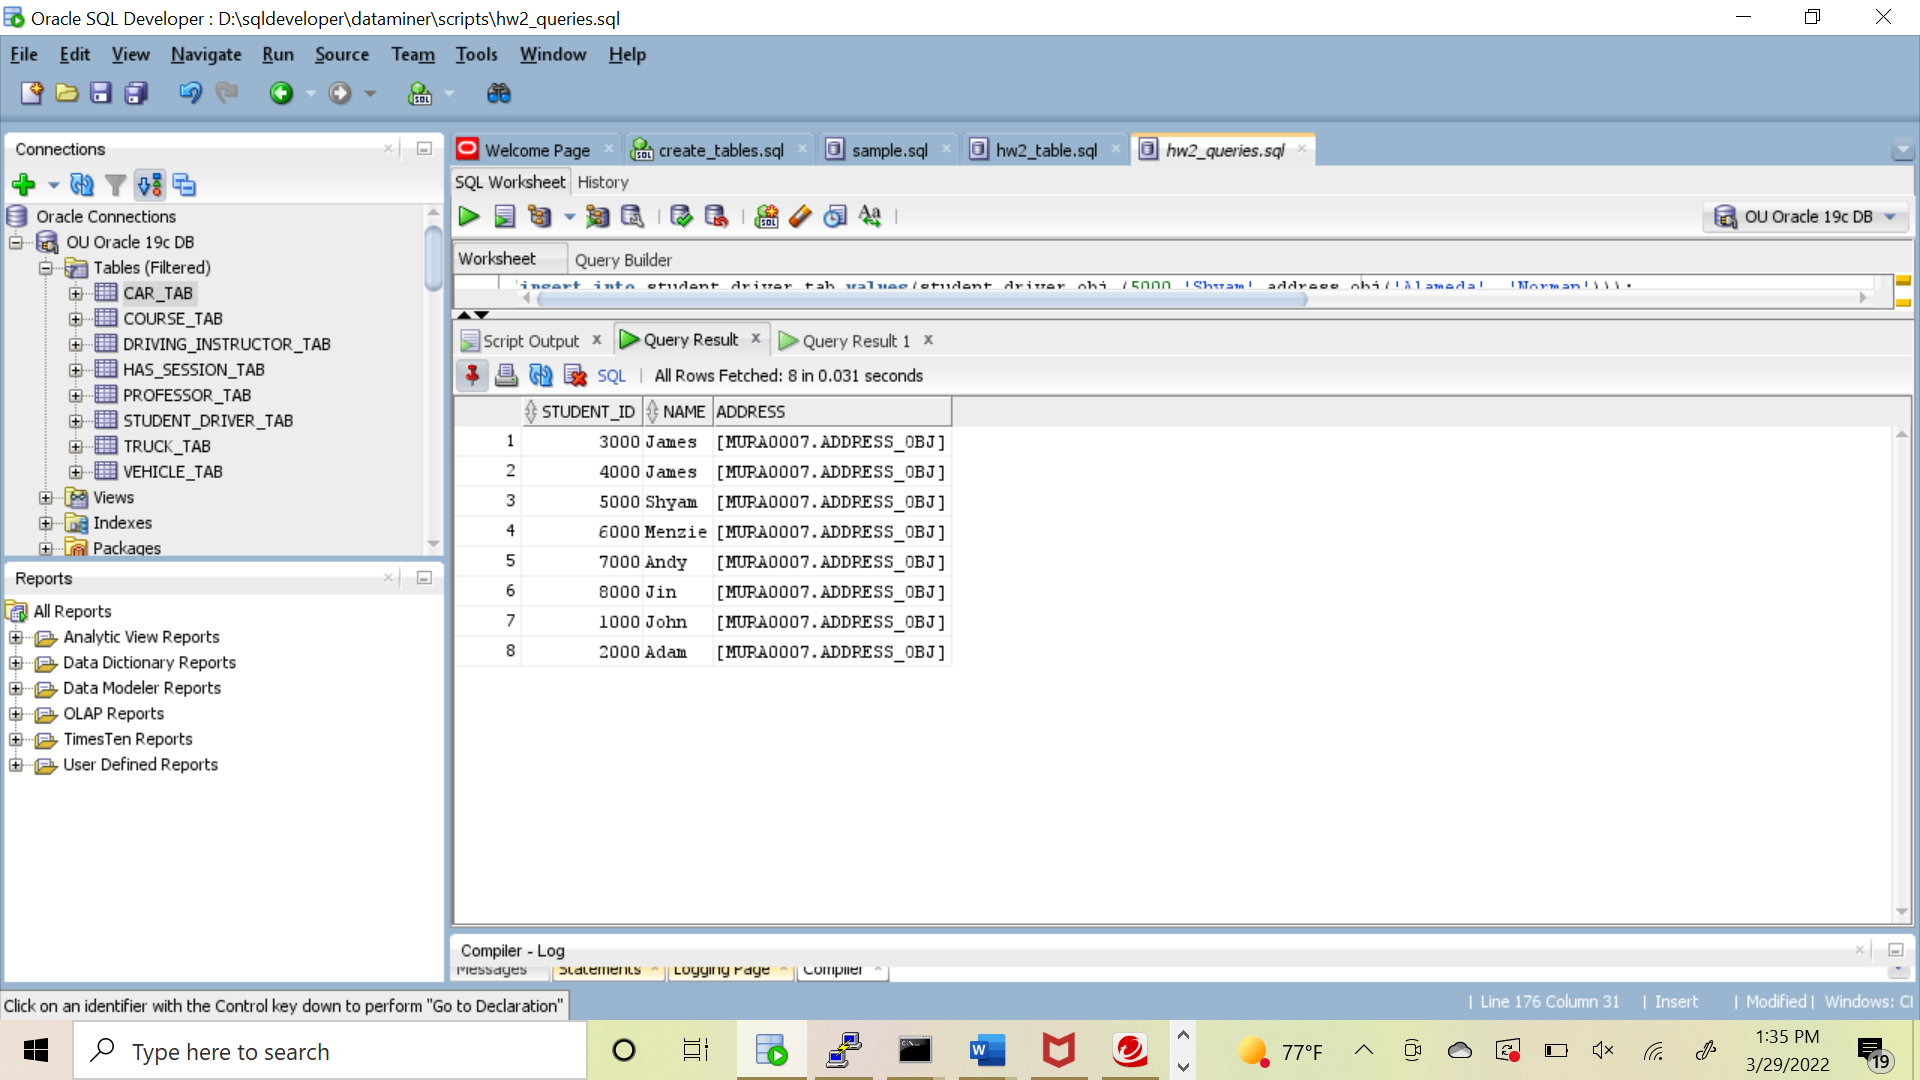 Oracle SQL Developer : D:\sqldeveloper\dataminer\scripts\hw2_queries.sql
File Edit View Navigate Run Source Team Tools Window Help
Connections
Oracle Connections
OU Oracle 19c DB
Tables (Filtered)
CAR_TAB
COURSE_TAB
DRIVING_INSTRUCTOR_TAB
HAS_SESSION_TAB
PROFESSOR_TAB
STUDENT_DRIVER_TAB
TRUCK_TAB
VEHICLE_TAB
Views
Indexes
Packages
Reports
All Reports
Analytic View Reports
Data Dictionary Reports
Data Modeler Reports
OLAP Reports
TimesTen Reports
User Defined Reports
Welcome Page create_tables.sql sample.sql hw2_table.sql hw2_queries.sql
SQL Worksheet History
OU Oracle 19c DB
Worksheet Query Builder
insert into student_driver_tab values(student_driver_obj (5000,'Shyam',address_obj('Alameda', 'Norman')));
Script Output Query Result Query Result 1
SQL | All Rows Fetched: 8 in 0.031 seconds
STUDENT_ID NAME ADDRESS
1 3000 James [MURA0007.ADDRESS_OBJ]
2 4000 James [MURA0007.ADDRESS_OBJ]
3 5000 Shyam [MURA0007.ADDRESS_OBJ]
4 6000 Menzie [MURA0007.ADDRESS_OBJ]
5 7000 Andy [MURA0007.ADDRESS_OBJ]
6 8000 Jin [MURA0007.ADDRESS_OBJ]
7 1000 John [MURA0007.ADDRESS_OBJ]
8 2000 Adam [MURA0007.ADDRESS_OBJ]
Compiler - Log
Messages Statements Logging Page Compiler
Click on an identifier with the Control key down to perform "Go to Declaration"
| Line 176 Column 31 | Insert | Modified | Windows: Cl
Type here to search
77°F
1:35 PM
3/29/2022
19